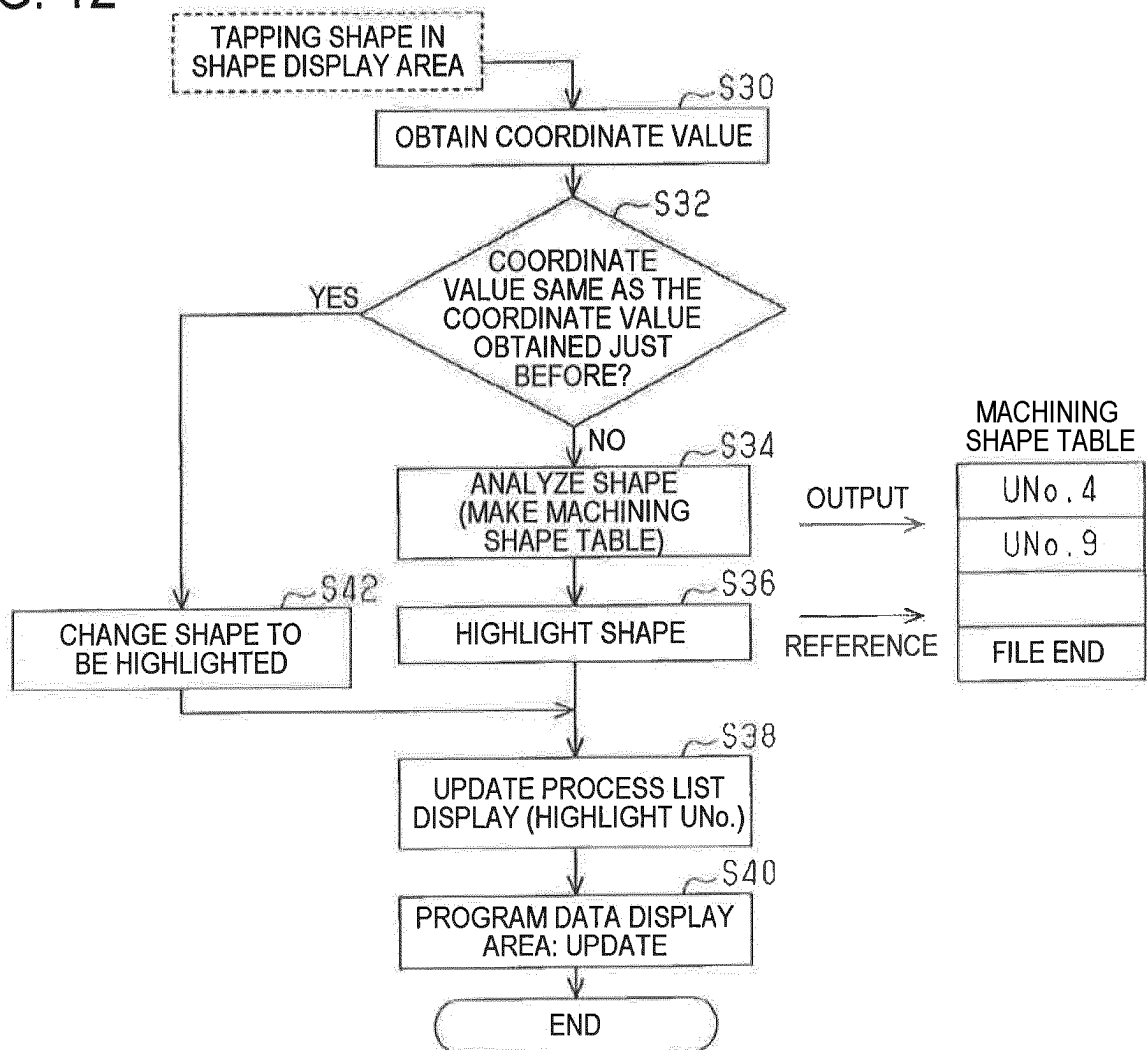 TAPPING SHAPE IN
SHAPE DISPLAY AREA
S30
OBTAIN COORDINATE VALUE
S32
COORDINATE
VALUE SAME AS THE
COORDINATE VALUE
OBTAINED JUST
BEFORE?
YES
NO
S34
ANALYZE SHAPE
(MAKE MACHINING
SHAPE TABLE)
OUTPUT
MACHINING
SHAPE TABLE
UNo.4
UNo.9
FILE END
S36
HIGHLIGHT SHAPE
REFERENCE
S42
CHANGE SHAPE TO
BE HIGHLIGHTED
S38
UPDATE PROCESS LIST
DISPLAY (HIGHLIGHT UNo.)
S40
PROGRAM DATA DISPLAY
AREA: UPDATE
END